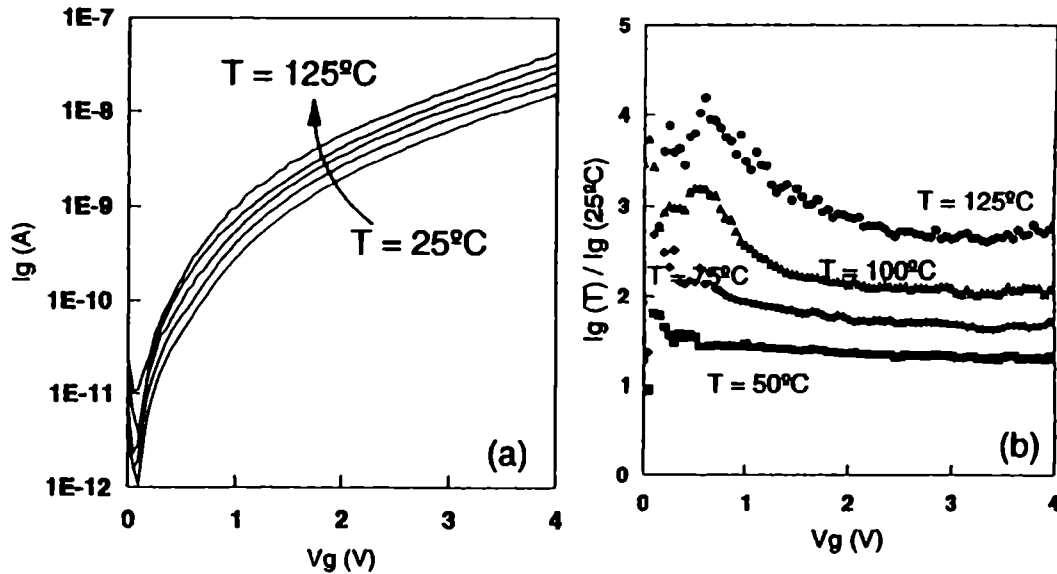 1E-7
1E-8
1E-9
1E-10
1E-11
1E-12
Ig (A)
T = 125ºC
T = 25ºC
(a)
0
1
2
3
4
Vg (V)
5
4
3
2
1
0
Ig (T) / Ig (25ºC)
T = 125ºC
T = 100ºC
T = 75ºC
T = 50ºC
(b)
0
1
2
3
4
Vg (V)